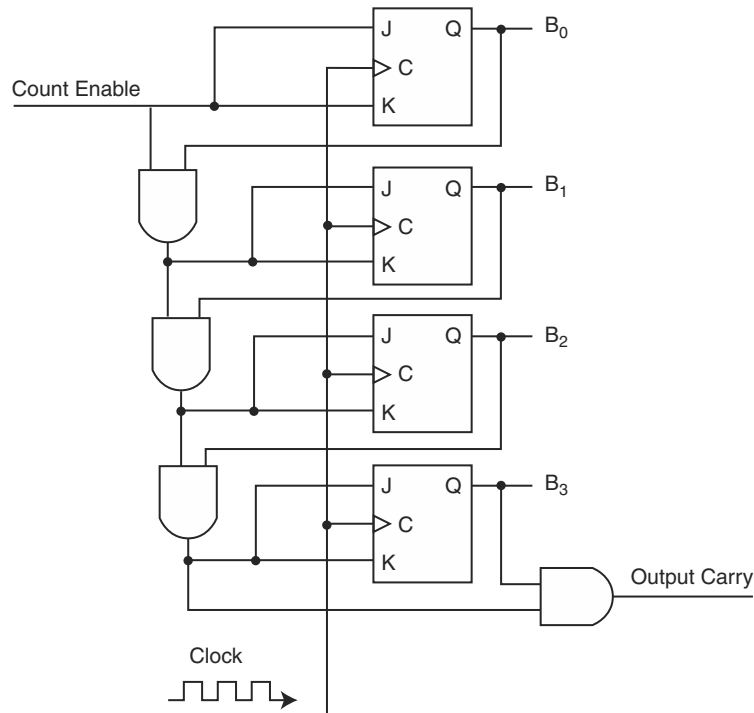 J Q B0
C
Count Enable
K
J Q B1
C
K
J Q B2
C
K
J Q B3
C
K
Output Carry
Clock